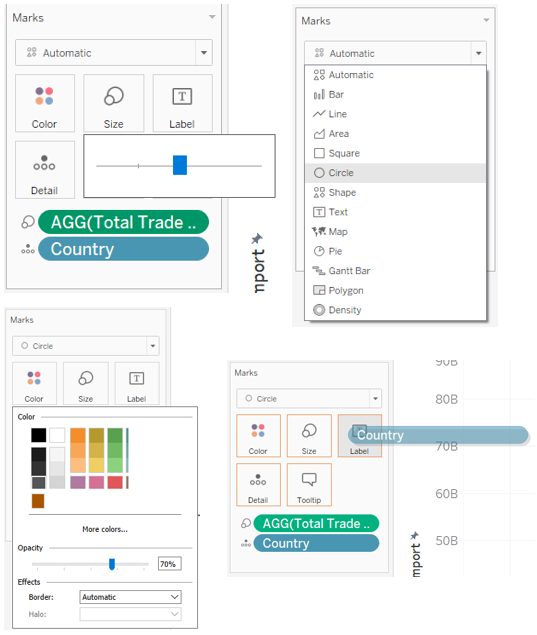 Marks
Automatic
Color
Size
Label
Detail
AGG(Total Trade ..
Country
mport
Marks
Automatic
Automatic
Bar
Line
Area
Square
Circle
Shape
Text
Map
Pie
Gantt Bar
Polygon
Density
Marks
Circle
Color
Size
Label
Color
More colors...
Opacity
70%
Effects
Border:
Automatic
Halo:
Marks
Circle
Color
Size
Label
Country
Detail
Tooltip
AGG(Total Trade ..
Country
mport
90B
80B
70B
60B
50B